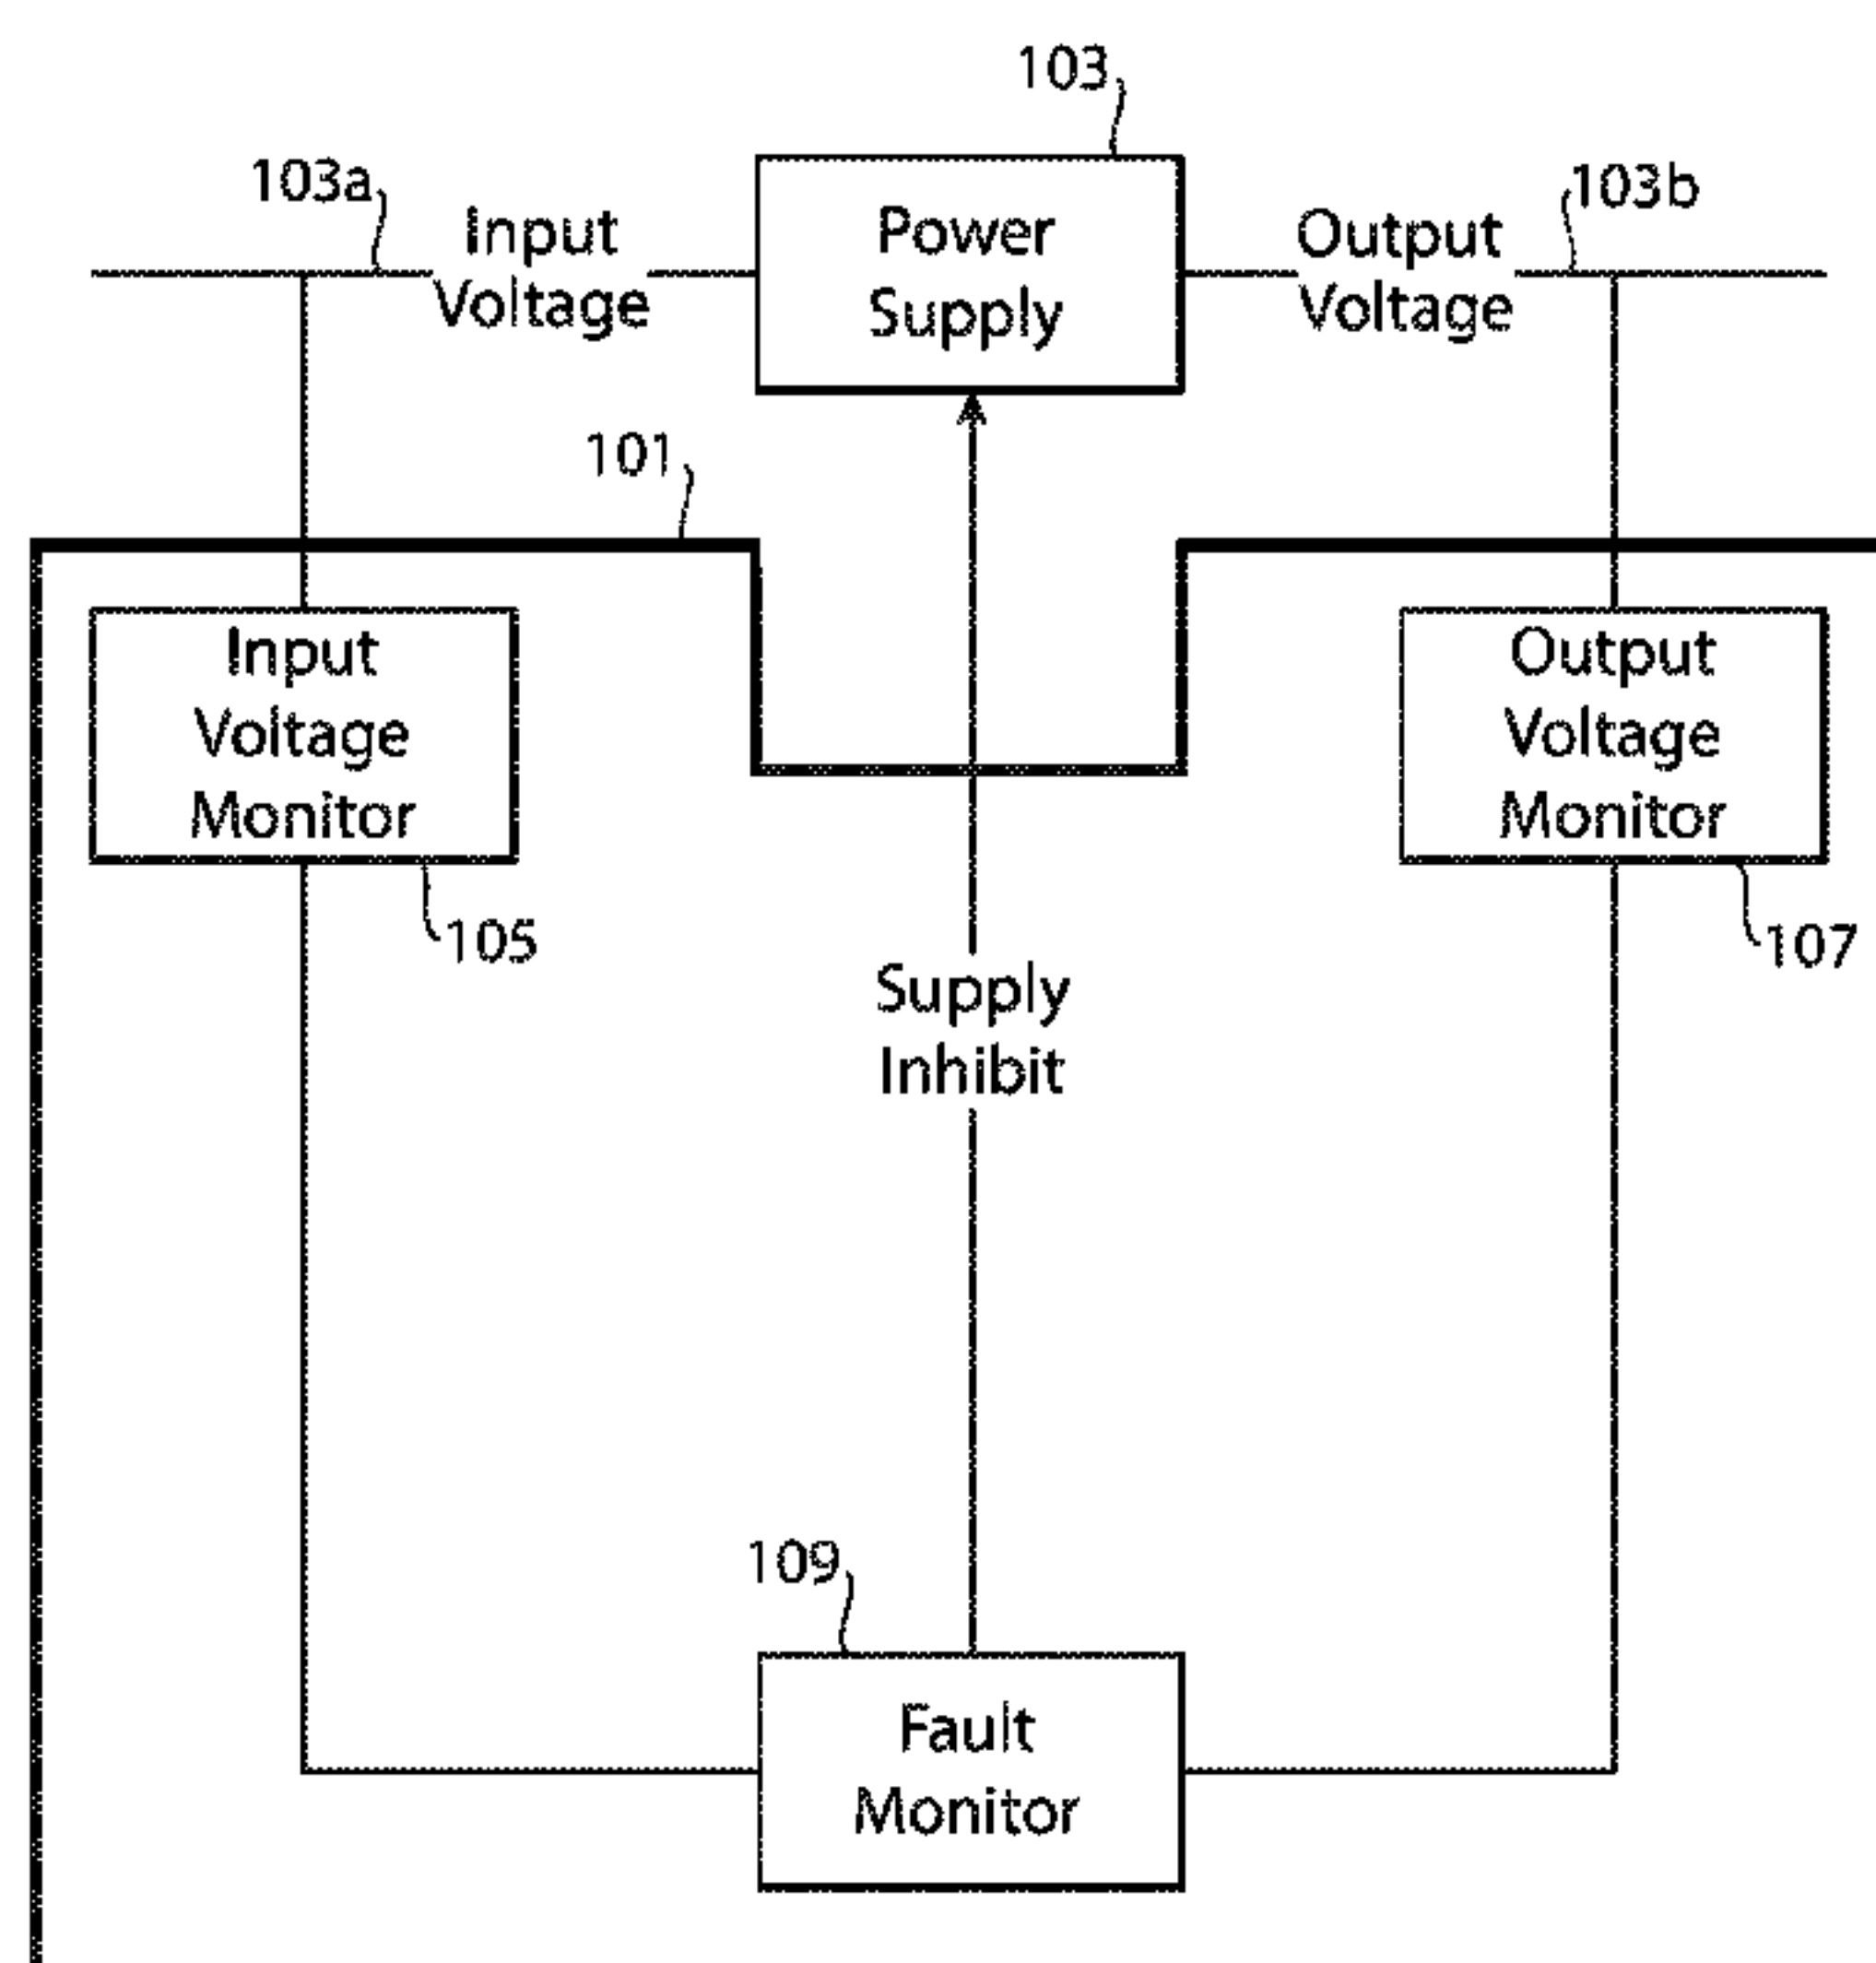 103
103a
Input
Voltage
Power
Supply
Output
Voltage
103b
101
Input
Voltage
Monitor
Output
Voltage
Monitor
105
107
Supply
Inhibit
109
Fault
Monitor